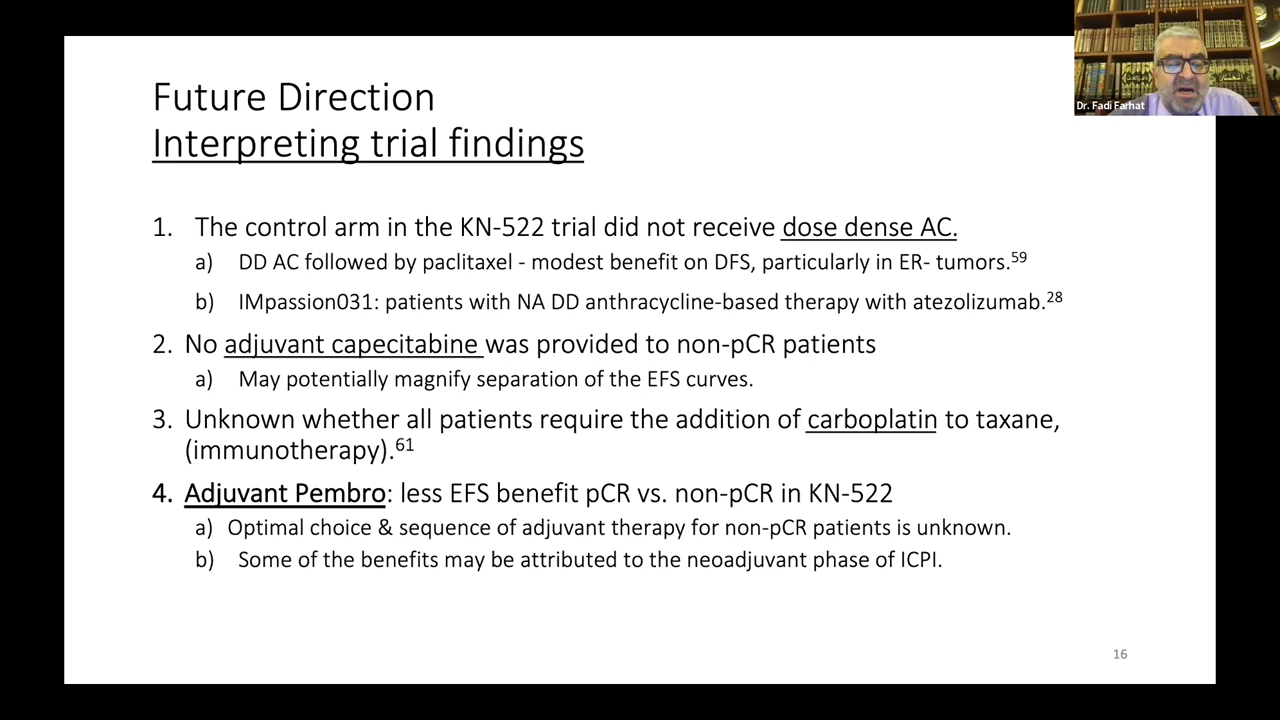 Future Direction
Interpreting trial findings
1. The control arm in the KN-522 trial did not receive dose dense AC.
a) DD AC followed by paclitaxel - modest benefit on DFS, particularly in ER- tumors.59
b) IMpassion031: patients with NA DD anthracycline-based therapy with atezolizumab.28
2. No adjuvant capecitabine was provided to non-pCR patients
a) May potentially magnify separation of the EFS curves.
3. Unknown whether all patients require the addition of carboplatin to taxane,
(immunotherapy).61
4. Adjuvant Pembro: less EFS benefit pCR vs. non-pCR in KN-522
a) Optimal choice & sequence of adjuvant therapy for non-pCR patients is unknown.
b) Some of the benefits may be attributed to the neoadjuvant phase of ICPI.
16
Dr. Fadi Farhat